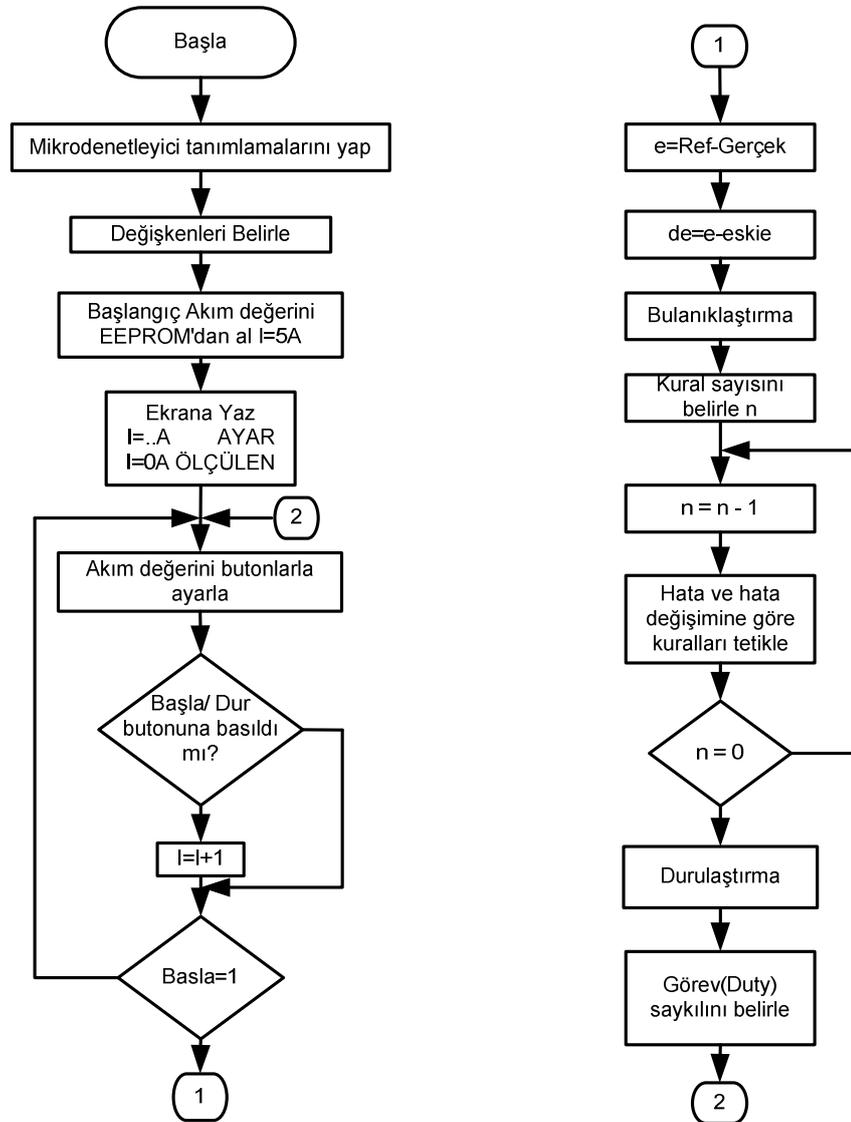 Başla
Mikrodenetleyici tanımlamalarını yap
Değişkenleri Belirle
Başlangıç Akım değerini
EEPROM'dan al I=5A
Ekrana Yaz
I=..A AYAR
I=0A ÖLÇÜLEN
2
Akım değerini butonlarla
ayarla
Başla/ Dur
butonuna basıldı
mı?
I=I+1
Basla=1
1
1
e=Ref-Gerçek
de=e-eskie
Bulanıklaştırma
Kural sayısını
belirle n
n = n - 1
Hata ve hata
değişimine göre
kuralları tetikle
n = 0
Durulaştırma
Görev(Duty)
saykılını belirle
2